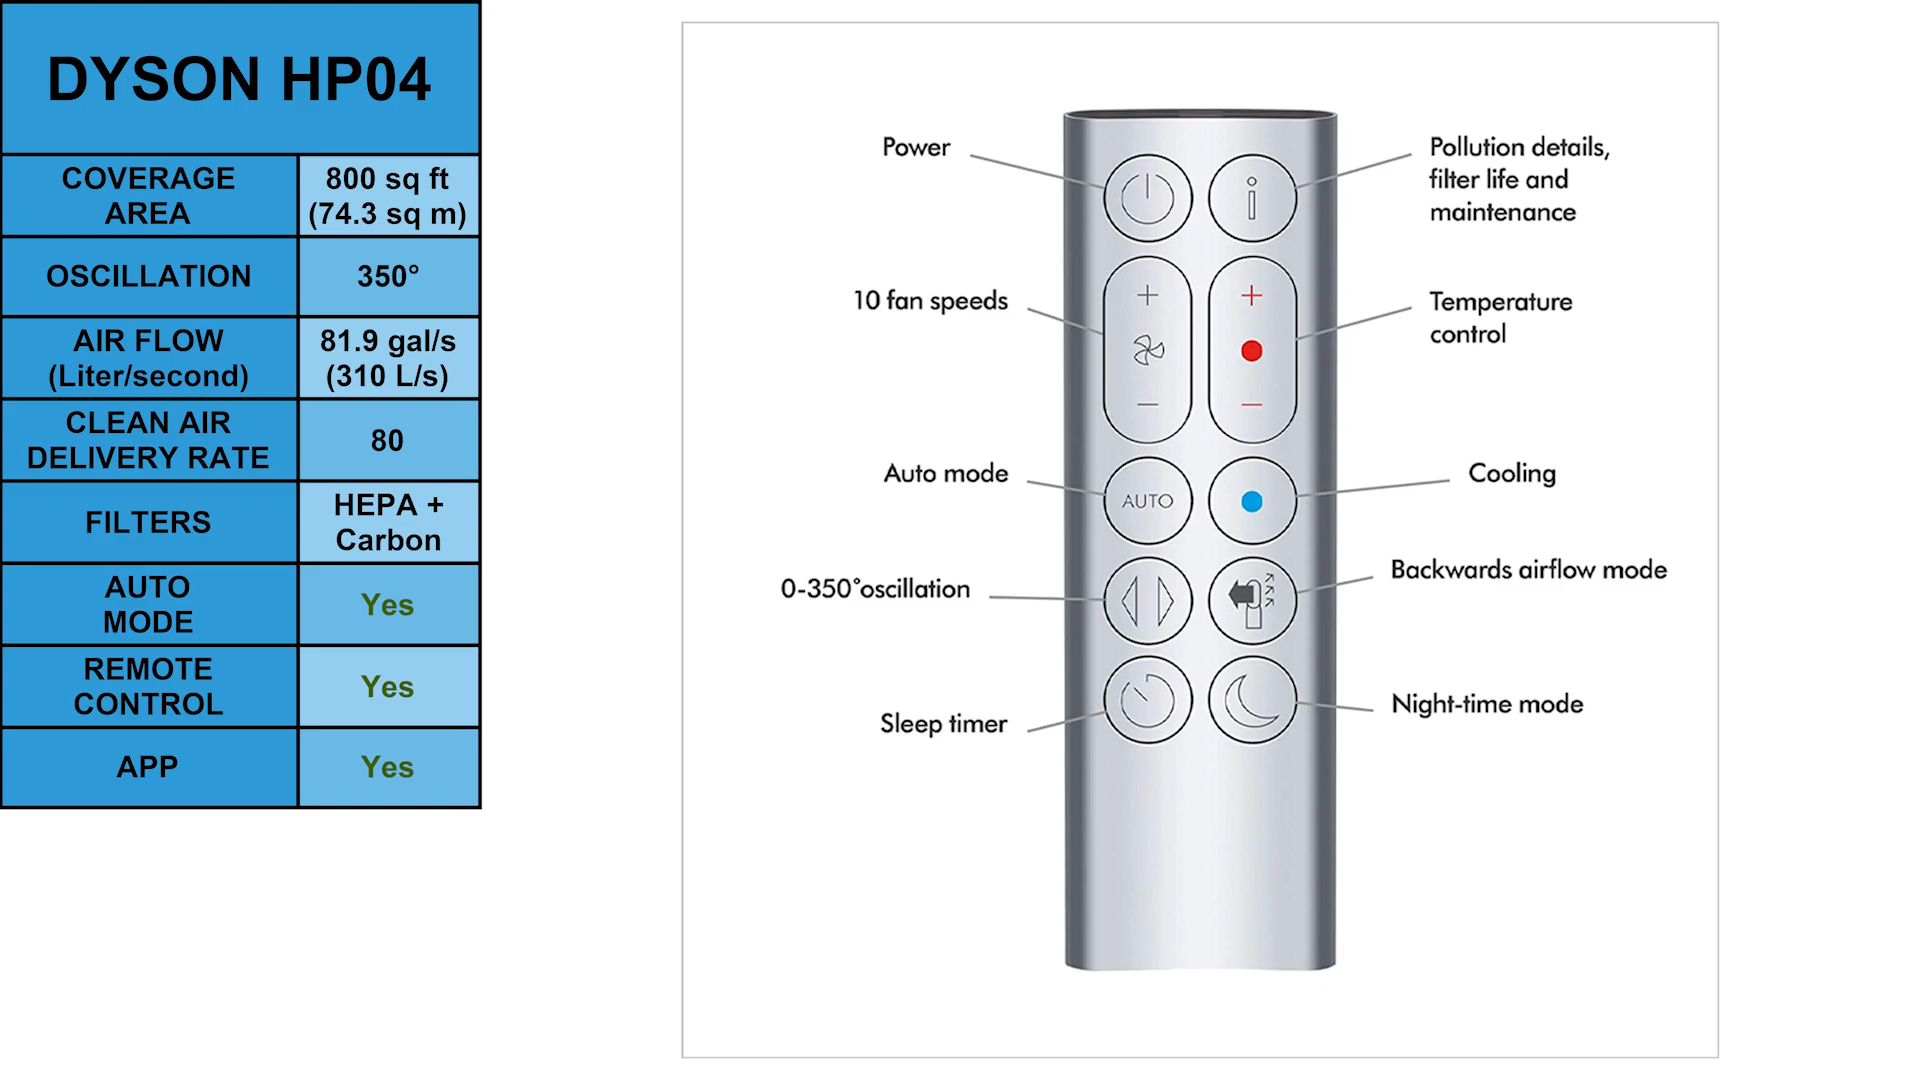 DYSON HP04
COVERAGE
AREA
800 sq ft
(74.3 sq m)
OSCILLATION
350°
AIR FLOW
(Liter/second)
81.9 gal/s
(310 L/s)
CLEAN AIR
DELIVERY RATE
80
FILTERS
HEPA +
Carbon
AUTO
MODE
Yes
REMOTE
CONTROL
Yes
APP
Yes
Power
Pollution details,
filter life and
maintenance
10 fan speeds
Temperature
control
Auto mode
AUTO
Cooling
0-350°oscillation
Backwards airflow mode
Sleep timer
Night-time mode